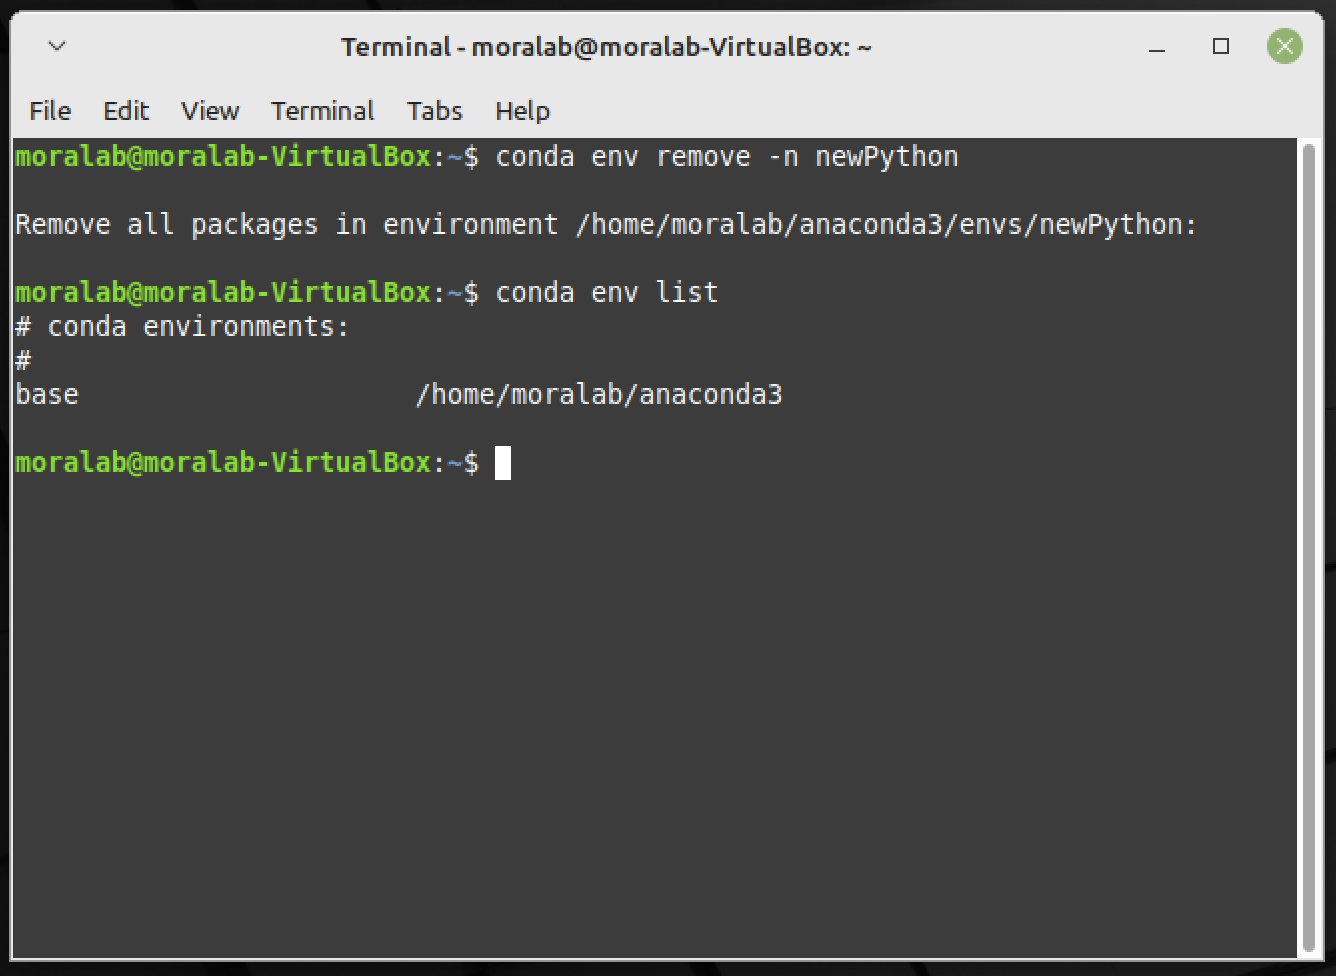 Terminal - moralab@moralab-VirtualBox: ~
File Edit View Terminal Tabs Help
moralab@moralab-VirtualBox:~$ conda env remove -n newPython
Remove all packages in environment /home/moralab/anaconda3/envs/newPython:
moralab@moralab-VirtualBox:~$ conda env list
# conda environments:
#
base /home/moralab/anaconda3
moralab@moralab-VirtualBox:~$